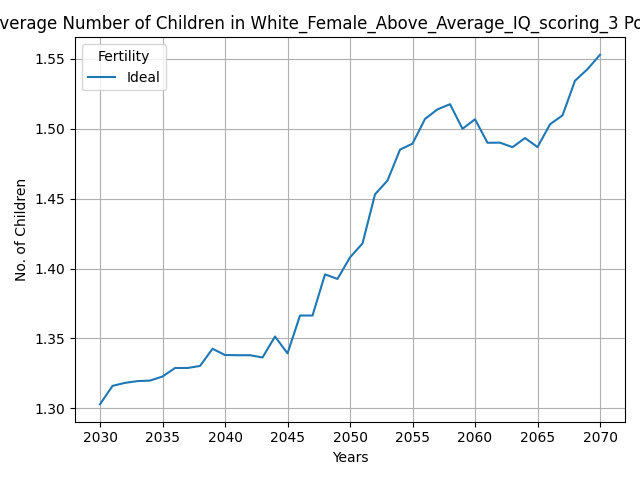 verage Number of Children in White_Female_Above_Average_IQ_scoring_3 Po
Fertility
Ideal
1.55
1.50
1.45
1.40
1.35
1.30
No. of Children
2030 2035 2040 2045 2050 2055 2060 2065 2070
Years